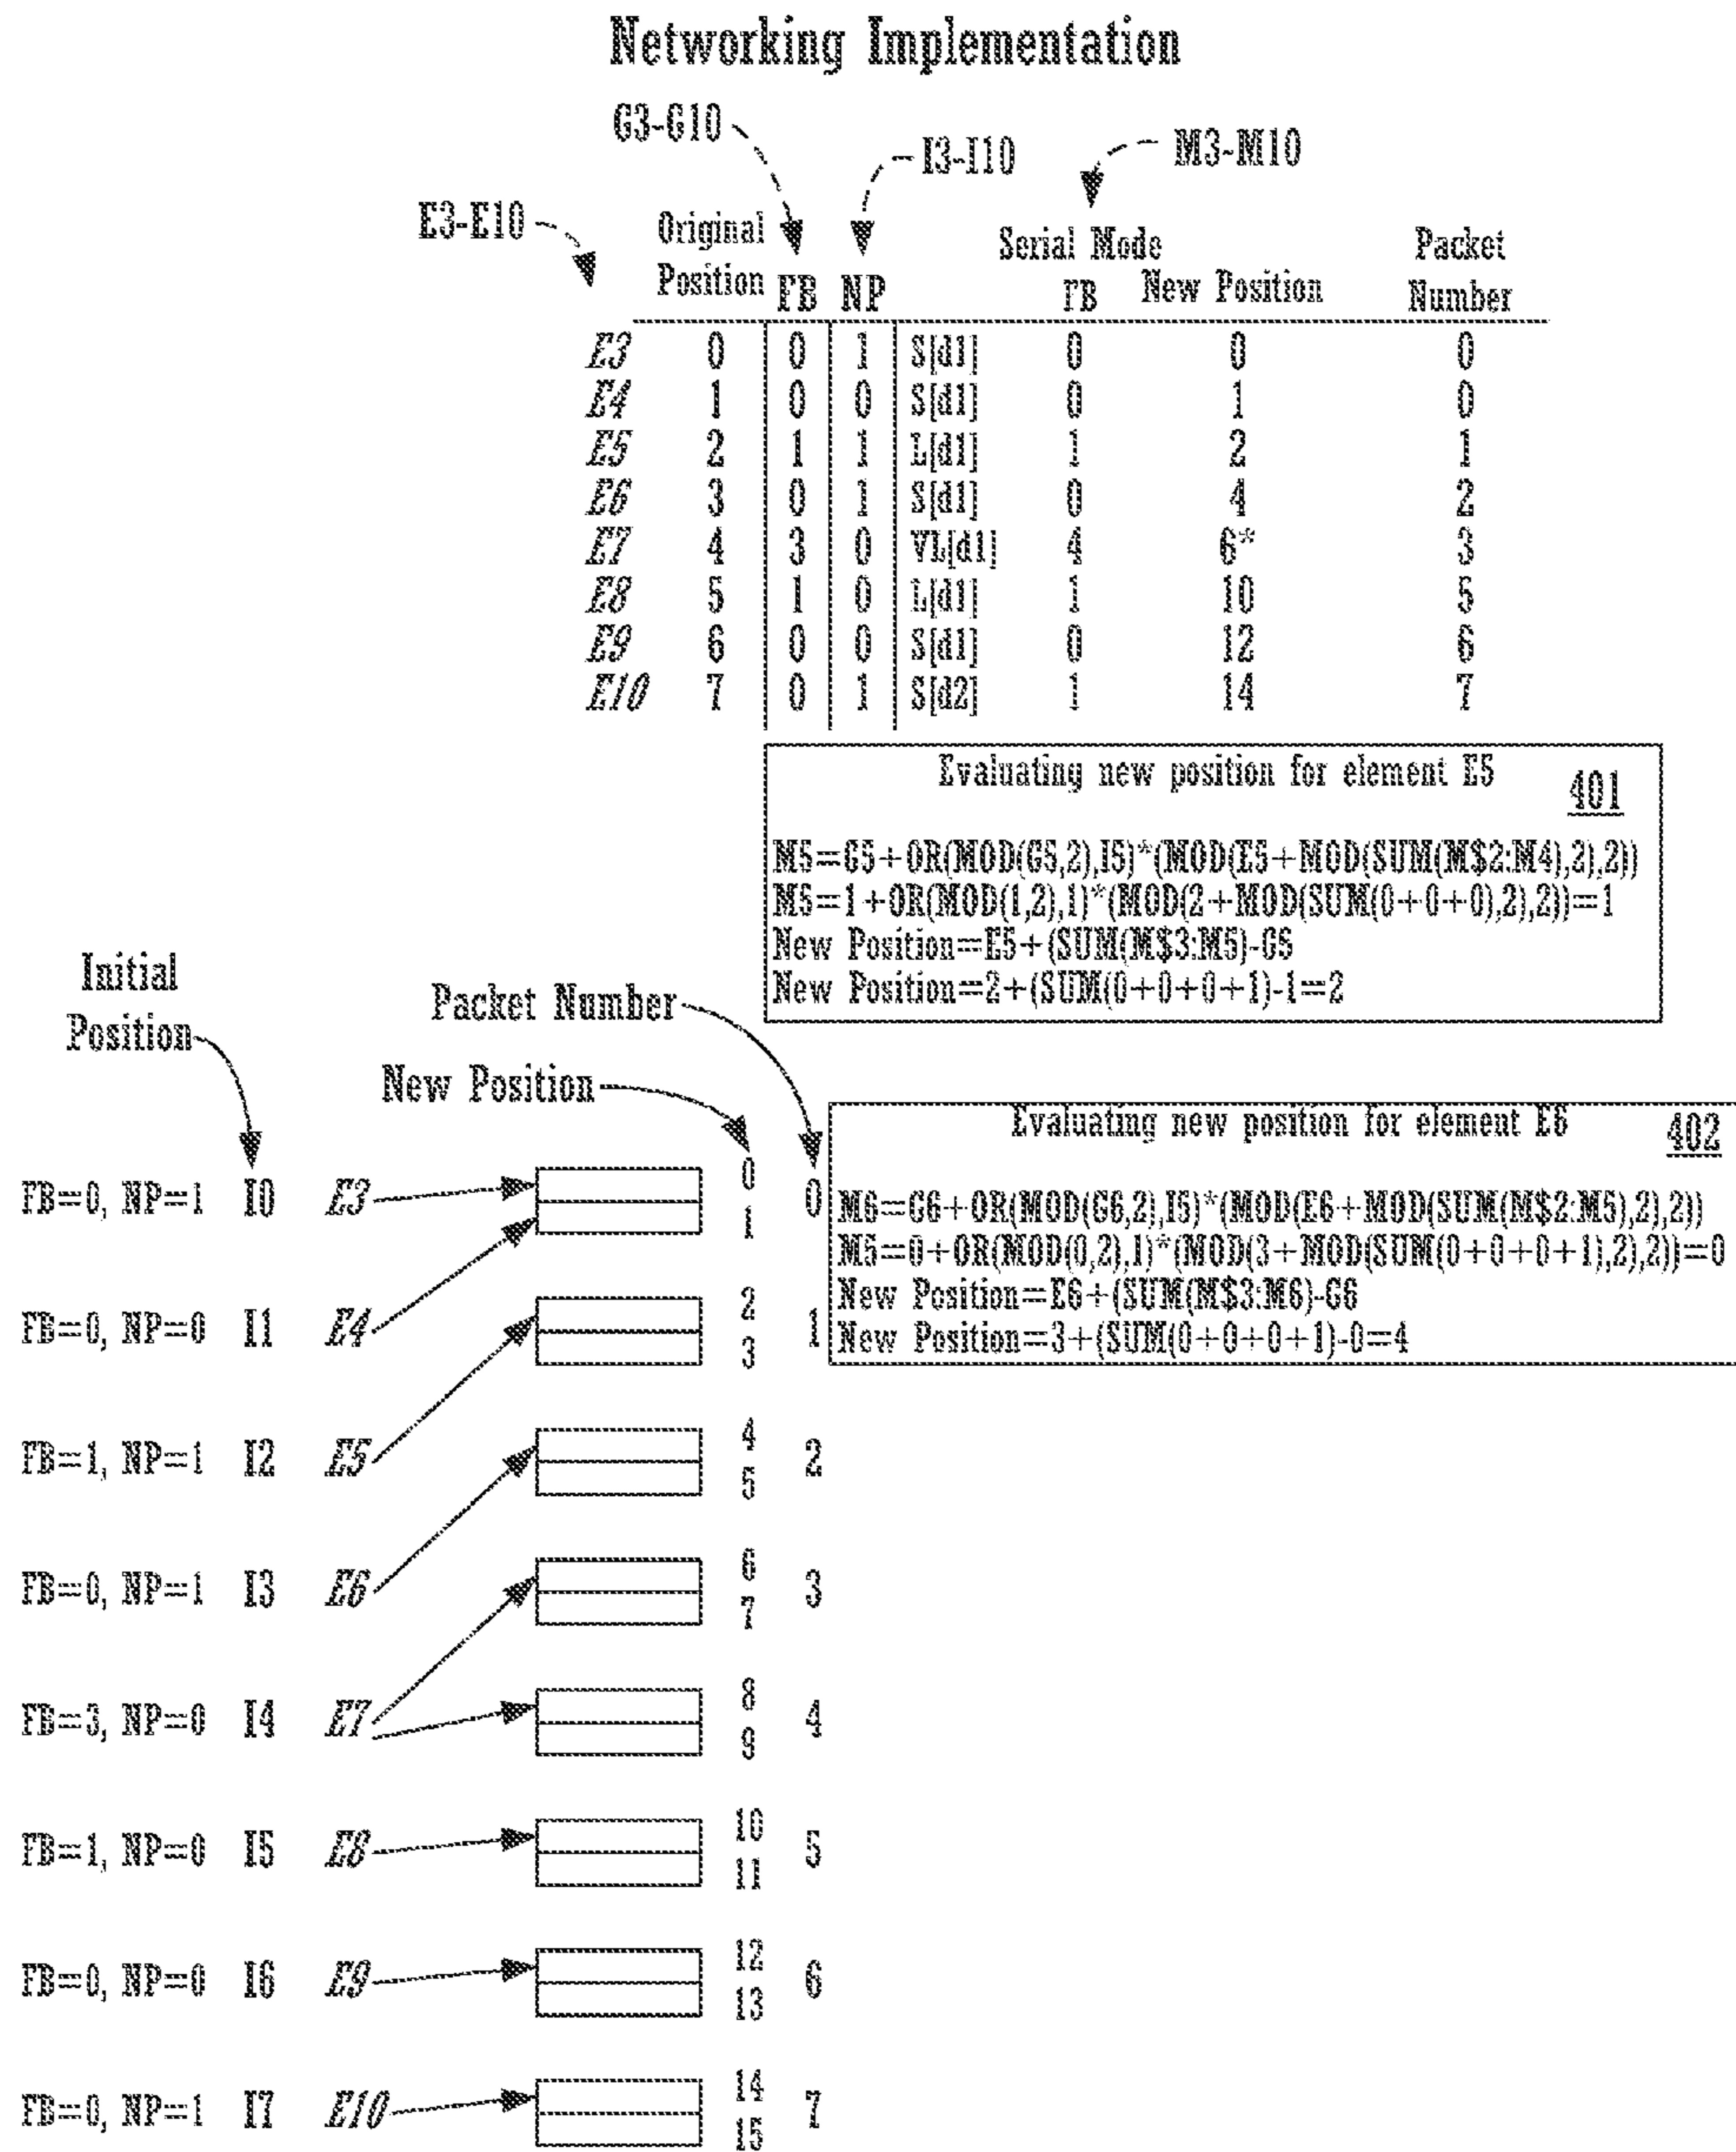 Networking Implementation
G3-G10
I3-I10
M3-M10
E3-E10
Original Position FB NP Serial Mode FB New Position Packet Number
E3 0 0 1 S[d1] 0 0 0
E4 1 0 0 S[d1] 0 1 0
E5 2 1 1 L[d1] 1 2 1
E6 3 0 1 S[d1] 0 4 2
E7 4 3 0 VL[d1] 4 6* 3
E8 5 1 0 L[d1] 1 10 5
E9 6 0 0 S[d1] 0 12 6
E10 7 0 1 S[d2] 1 14 7
Evaluating new position for element E5
401
M5=G5+OR(MOD(G5,2),I5)*(MOD(E5+MOD(SUM(M$2:M4),2),2))
M5=1+OR(MOD(1,2),1)*(MOD(2+MOD(SUM(0+0+0),2),2))=1
New Position=E5+(SUM(M$3:M5)-G5
New Position=2+(SUM(0+0+0+1)-1=2
Initial
Position
Packet Number
New Position
Evaluating new position for element E6
402
M6=G6+OR(MOD(G6,2),I5)*(MOD(E6+MOD(SUM(M$2:M5),2),2))
M5=0+OR(MOD(0,2),1)*(MOD(3+MOD(SUM(0+0+0+1),2),2))=0
New Position=E6+(SUM(M$3:M6)-G6
New Position=3+(SUM(0+0+0+1)-0=4
FB=0, NP=1 I0 E3 0 1 0
FB=0, NP=0 I1 E4 2 3 1
FB=1, NP=1 I2 E5 4 5 2
FB=0, NP=1 I3 E6 6 7 3
FB=3, NP=0 I4 E7 8 9 4
FB=1, NP=0 I5 E8 10 11 5
FB=0, NP=0 I6 E9 12 13 6
FB=0, NP=1 I7 E10 14 15 7